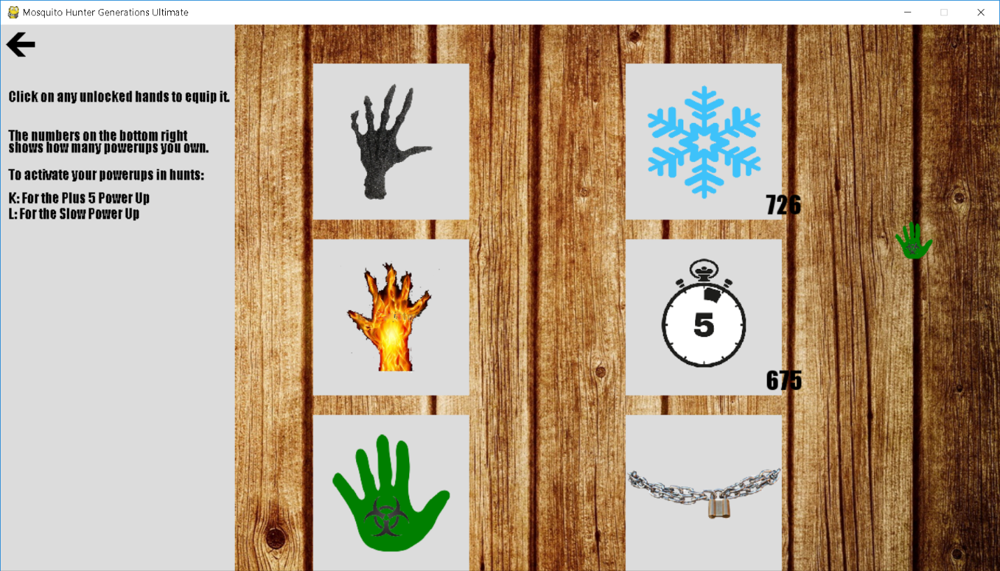 Mosquito Hunter Generations Ultimate
Click on any unlocked hands to equip it.
The numbers on the bottom right
shows how many powerups you own.
To activate your powerups in hunts:
K: For the Plus 5 Power Up
L: For the Slow Power Up
726
5
675